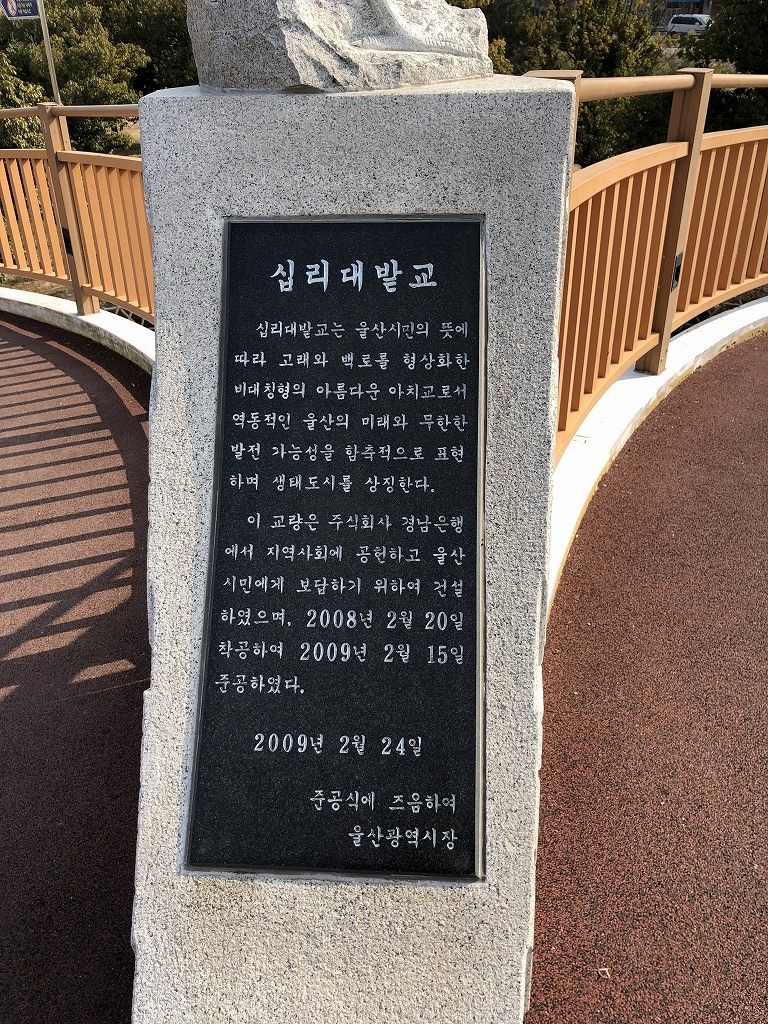 십리대밭교
십리대밭교는 울산시민의 뜻에
따라 고래와 백로를 형상화한
비대칭형의 아름다운 아치교로서
역동적인 울산의 미래와 무한한
발전 가능성을 함축적으로 표현
하며 생태도시를 상징한다.
이 교량은 주식회사 경남은행
에서 지역사회에 공헌하고 울산
시민에게 보답하기 위하여 건설
하였으며, 2008년 2월 20일
착공하여 2009년 2월 15일
준공하였다.
2009년 2월 24일
준공식에 즈음하여
울산광역시장